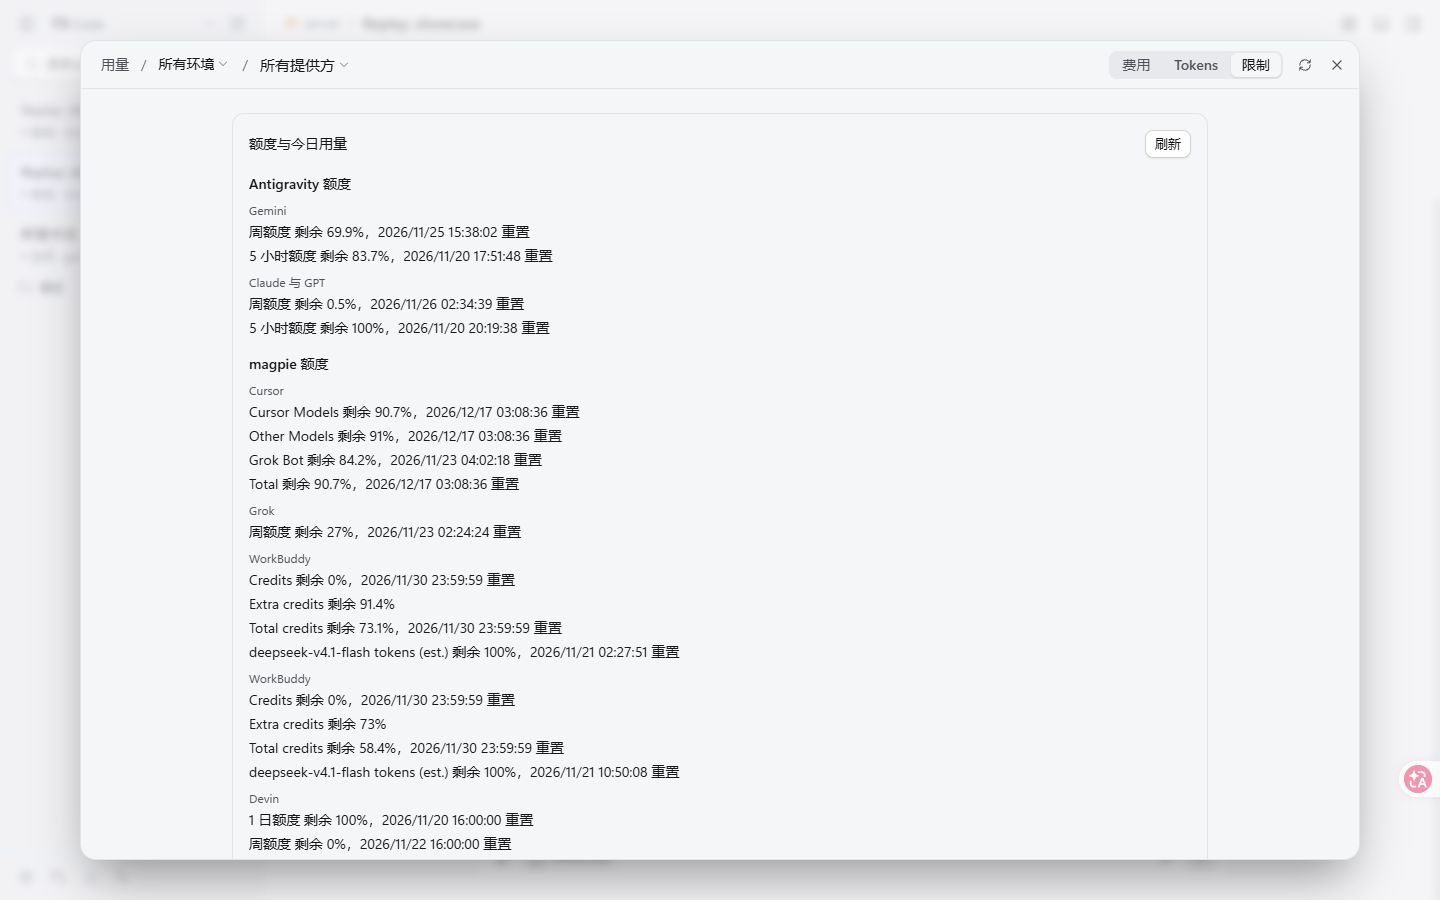 用量 / 所有环境 / 所有提供方
费用 Tokens 限制
额度与今日用量
刷新
Antigravity 额度
Gemini
周额度 剩余 69.9%，2026/11/25 15:38:02 重置
5 小时额度 剩余 83.7%，2026/11/20 17:51:48 重置
Claude 与 GPT
周额度 剩余 0.5%，2026/11/26 02:34:39 重置
5 小时额度 剩余 100%，2026/11/20 20:19:38 重置
magpie 额度
Cursor
Cursor Models 剩余 90.7%，2026/12/17 03:08:36 重置
Other Models 剩余 91%，2026/12/17 03:08:36 重置
Grok Bot 剩余 84.2%，2026/11/23 04:02:18 重置
Total 剩余 90.7%，2026/12/17 03:08:36 重置
Grok
周额度 剩余 27%，2026/11/23 02:24:24 重置
WorkBuddy
Credits 剩余 0%，2026/11/30 23:59:59 重置
Extra credits 剩余 91.4%
Total credits 剩余 73.1%，2026/11/30 23:59:59 重置
deepseek-v4.1-flash tokens (est.) 剩余 100%，2026/11/21 02:27:51 重置
WorkBuddy
Credits 剩余 0%，2026/11/30 23:59:59 重置
Extra credits 剩余 73%
Total credits 剩余 58.4%，2026/11/30 23:59:59 重置
deepseek-v4.1-flash tokens (est.) 剩余 100%，2026/11/21 10:50:08 重置
Devin
1 日额度 剩余 100%，2026/11/20 16:00:00 重置
周额度 剩余 0%，2026/11/22 16:00:00 重置